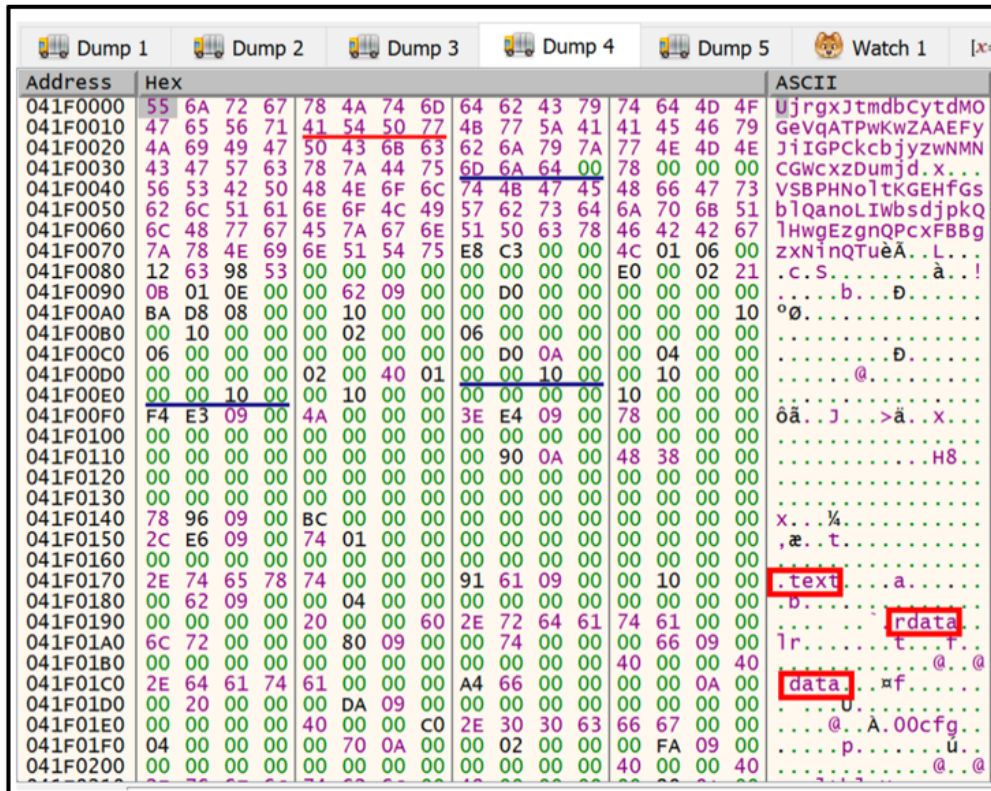 Dump 1 Dump 2 Dump 3 Dump 4 Dump 5 Watch 1 [x=
Address Hex ASCII
041F0000 55 6A 72 67 78 4A 74 6D 64 62 43 79 74 64 4D 4F UjrgxJtmdbCytdMO
041F0010 47 65 56 71 41 54 50 77 4B 77 5A 41 41 45 46 79 GeVqATPwKwZAAEFy
041F0020 4A 69 49 47 50 43 6B 63 62 6A 79 7A 77 4E 4D 4E JiIGPCkcbjyzwNMN
041F0030 43 47 57 63 78 7A 44 75 6D 6A 64 00 78 00 00 00 CGWcxzDumjd.x...
041F0040 56 53 42 50 48 4E 6F 6C 74 4B 47 45 48 66 47 73 VSBPHNoltKGEHfGs
041F0050 62 6C 51 61 6E 6F 4C 49 57 62 73 64 6A 70 6B 51 blQanoLIWbsdjpkQ
041F0060 6C 48 77 67 45 7A 67 6E 51 50 63 78 46 42 42 67 lHwgEzgnQPcxFBBg
041F0070 7A 78 4E 69 6E 51 54 75 E8 C3 00 00 4C 01 06 00 zxNinQTuèÃ..L...
041F0080 12 63 98 53 00 00 00 00 00 00 00 00 E0 00 02 21 .c.S........à..!
041F0090 0B 01 0E 00 00 62 09 00 00 D0 00 00 00 00 00 00 .....b...Ð......
041F00A0 BA D8 08 00 00 10 00 00 00 00 00 00 00 00 00 10 ºØ..............
041F00B0 00 10 00 00 00 02 00 00 06 00 00 00 00 00 00 00 ................
041F00C0 06 00 00 00 00 00 00 00 00 D0 0A 00 00 04 00 00 .........Ð......
041F00D0 00 00 00 00 02 00 40 01 00 00 10 00 00 10 00 00 ......@.........
041F00E0 00 00 10 00 00 10 00 00 00 00 00 00 10 00 00 00 ................
041F00F0 F4 E3 09 00 4A 00 00 00 3E E4 09 00 78 00 00 00 ôã..J...>ä..x...
041F0100 00 00 00 00 00 00 00 00 00 00 00 00 00 00 00 00 ................
041F0110 00 00 00 00 00 00 00 00 00 90 0A 00 48 38 00 00 ............H8..
041F0120 00 00 00 00 00 00 00 00 00 00 00 00 00 00 00 00 ................
041F0130 00 00 00 00 00 00 00 00 00 00 00 00 00 00 00 00 ................
041F0140 78 96 09 00 BC 00 00 00 00 00 00 00 00 00 00 00 x...¼...........
041F0150 2C E6 09 00 74 01 00 00 00 00 00 00 00 00 00 00 ,æ..t...........
041F0160 00 00 00 00 00 00 00 00 00 00 00 00 00 00 00 00 ................
041F0170 2E 74 65 78 74 00 00 00 91 61 09 00 00 10 00 00 .text....a......
041F0180 00 62 09 00 00 04 00 00 00 00 00 00 00 00 00 00 .b..............
041F0190 00 00 00 00 20 00 00 60 2E 72 64 61 74 61 00 00 .... ..`.rdata..
041F01A0 6C 72 00 00 00 80 09 00 00 74 00 00 00 66 09 00 lr.......t...f..
041F01B0 00 00 00 00 00 00 00 00 00 00 00 00 40 00 00 40 ............@..@
041F01C0 2E 64 61 74 61 00 00 00 A4 66 00 00 00 00 0A 00 .data...¤f......
041F01D0 00 20 00 00 00 DA 09 00 00 00 00 00 00 00 00 00 . ...Ú..........
041F01E0 00 00 00 00 40 00 00 C0 2E 30 30 63 66 67 00 00 ....@..À.00cfg..
041F01F0 04 00 00 00 00 70 0A 00 00 02 00 00 00 FA 09 00 .....p.......ú..
041F0200 00 00 00 00 00 00 00 00 00 00 00 00 40 00 00 40 ............@..@